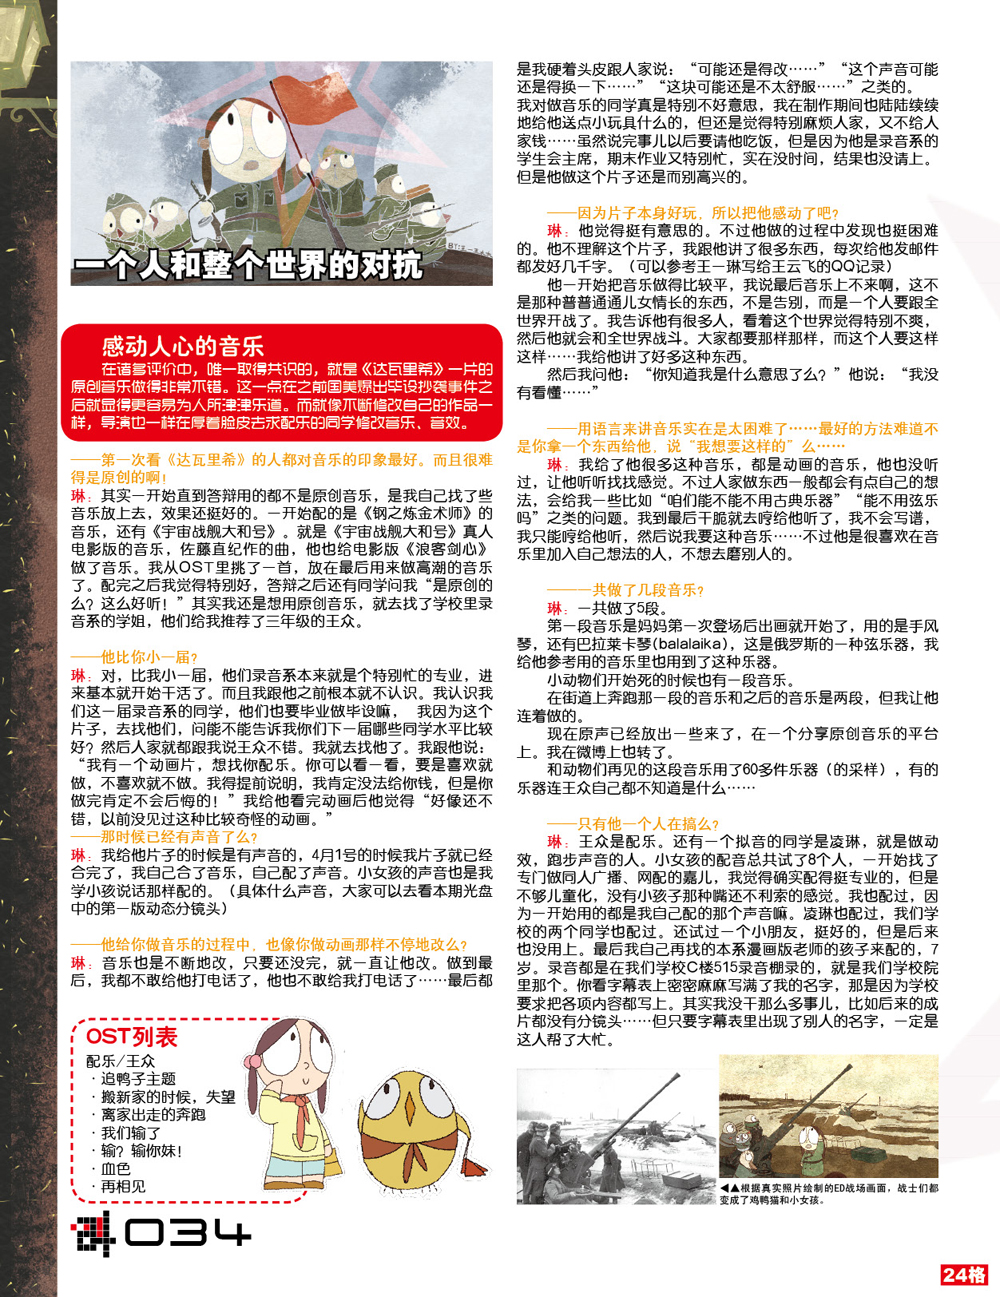 一个人和整个世界的对抗
感动人心的音乐
在诸多评价中，唯一取得共识的，就是《达瓦里希》一片的
原创音乐做得非常不错。这一点在之前国美爆出毕设抄袭事件之
后就显得更容易为人所津津乐道。而就像不断修改自己的作品一
样，导演也一样在厚着脸皮去求配乐的同学修改音乐、音效。
——第一次看《达瓦里希》的人都对音乐的印象最好。而且很难
得是原创的啊！
琳：其实一开始直到答辩用的都不是原创音乐，是我自己找了些
音乐放上去，效果还挺好的。一开始配的是《钢之炼金术师》的
音乐，还有《宇宙战舰大和号》。就是《宇宙战舰大和号》真人
电影版的音乐，佐藤直纪作的曲，他也给电影版《浪客剑心》
做了音乐。我从OST里挑了一首，放在最后用来做高潮的音乐
了。配完之后我觉得特别好，答辩之后还有同学问我“是原创的
么？这么好听！”其实我还是想用原创音乐，就去找了学校里录
音系的学姐，他们给我推荐了三年级的王众。
——他比你小一届？
琳：对，比我小一届，他们录音系本来就是个特别忙的专业，进
来基本就开始干活了。而且我跟他之前根本就不认识。我认识我
们这一届录音系的同学，他们也要毕业做毕设嘛，　我因为这个
片子，去找他们，问能不能告诉我你们下一届哪些同学水平比较
好？然后人家就都跟我说王众不错。我就去找他了。我跟他说：
“我有一个动画片，想找你配乐。你可以看一看，要是喜欢就
做，不喜欢就不做。我得提前说明，我肯定没法给你钱，但是你
做完肯定不会后悔的！”我给他看完动画后他觉得“好像还不
错，以前没见过这种比较奇怪的动画。”
——那时候已经有声音了么？
琳：我给他片子的时候是有声音的，4月1号的时候我片子就已经
合完了，我自己合了音乐，自己配了声音。小女孩的声音也是我
学小孩说话那样配的。（具体什么声音，大家可以去看本期光盘
中的第一版动态分镜头）
——他给你做音乐的过程中，也像你做动画那样不停地改么？
琳：音乐也是不断地改，只要还没完，就一直让他改。做到最
后，我都不敢给他打电话了，他也不敢给我打电话了……最后都
OST列表
配乐/王众
·追鸭子主题
·搬新家的时候，失望
·离家出走的奔跑
·我们输了
·输？输你妹！
·血色
·再相见
034
是我硬着头皮跟人家说：“可能还是得改……”“这个声音可能
还是得换一下……”“这块可能还是不太舒服……”之类的。
我对做音乐的同学真是特别不好意思，我在制作期间也陆陆续续
地给他送点小玩具什么的，但还是觉得特别麻烦人家，又不给人
家钱……虽然说完事儿以后要请他吃饭，但是因为他是录音系的
学生会主席，期末作业又特别忙，实在没时间，结果也没请上。
但是他做这个片子还是而别高兴的。
——因为片子本身好玩，所以把他感动了吧？
琳：他觉得挺有意思的。不过他做的过程中发现也挺困难
的。他不理解这个片子，我跟他讲了很多东西，每次给他发邮件
都发好几千字。（可以参考王一琳写给王云飞的QQ记录）
他一开始把音乐做得比较平，我说最后音乐上不来啊，这不
是那种普普通通儿女情长的东西，不是告别，而是一个人要跟全
世界开战了。我告诉他有很多人，看着这个世界觉得特别不爽，
然后他就会和全世界战斗。大家都要那样那样，而这个人要这样
这样……我给他讲了好多这种东西。
然后我问他：“你知道我是什么意思了么？”他说：“我没
有看懂……”
——用语言来讲音乐实在是太困难了……最好的方法难道不
是你拿一个东西给他，说“我想要这样的”么……
琳：我给了他很多这种音乐，都是动画的音乐，他也没听
过，让他听听找找感觉。不过人家做东西一般都会有点自己的想
法，会给我一些比如“咱们能不能不用古典乐器”“能不用弦乐
吗”之类的问题。我到最后干脆就去哼给他听了，我不会写谱，
我只能哼给他听，然后说我要这种音乐……不过他是很喜欢在音
乐里加入自己想法的人，不想去磨别人的。
——一共做了几段音乐？
琳：一共做了5段。
第一段音乐是妈妈第一次登场后出画就开始了，用的是手风
琴，还有巴拉莱卡琴(balalaika)，这是俄罗斯的一种弦乐器，我
给他参考用的音乐里也用到了这种乐器。
小动物们开始死的时候也有一段音乐。
在街道上奔跑那一段的音乐和之后的音乐是两段，但我让他
连着做的。
现在原声已经放出一些来了，在一个分享原创音乐的平台
上。我在微博上也转了。
和动物们再见的这段音乐用了60多件乐器（的采样），有的
乐器连王众自己都不知道是什么……
——只有他一个人在搞么？
琳：王众是配乐。还有一个拟音的同学是凌琳，就是做动
效，跑步声音的人。小女孩的配音总共试了8个人，一开始找了
专门做同人广播、网配的嘉儿，我觉得确实配得挺专业的，但是
不够儿童化，没有小孩子那种嘴还不利索的感觉。我也配过，因
为一开始用的都是我自己配的那个声音嘛。凌琳也配过，我们学
校的两个同学也配过。还试过一个小朋友，挺好的，但是后来
也没用上。最后我自己再找的本系漫画版老师的孩子来配的，7
岁。录音都是在我们学校C楼515录音棚录的，就是我们学校院
里那个。你看字幕表上密密麻麻写满了我的名字，那是因为学校
要求把各项内容都写上。其实我没干那么多事儿，比如后来的成
片都没有分镜头……但只要字幕表里出现了别人的名字，一定是
这人帮了大忙。
◀▲根据真实照片绘制的ED战场画面，战士们都
变成了鸡鸭猫和小女孩。
24格